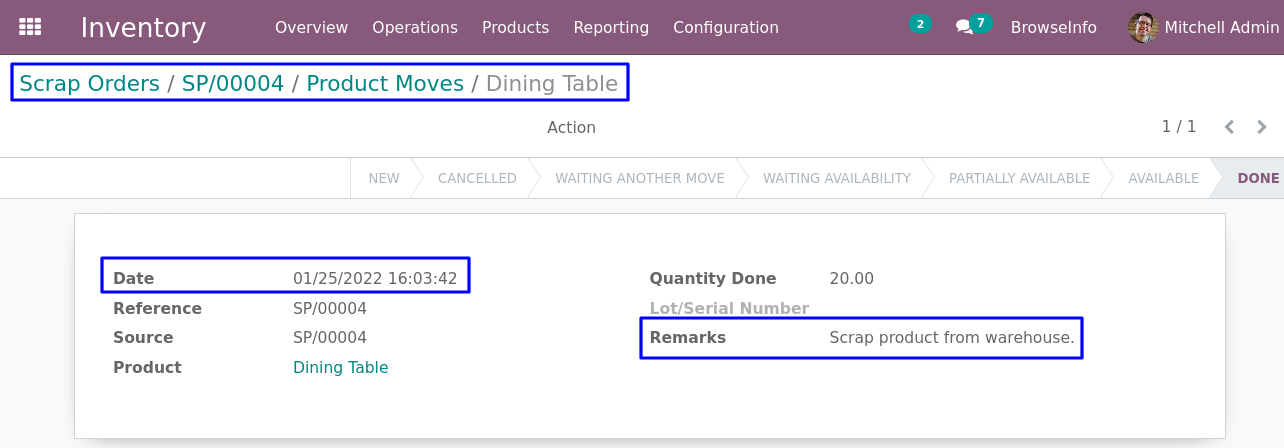 Inventory Overview Operations Products Reporting Configuration 2 7 BrowseInfo Mitchell Admin
Scrap Orders / SP/00004 / Product Moves / Dining Table
Action 1 / 1
NEW CANCELLED WAITING ANOTHER MOVE WAITING AVAILABILITY PARTIALLY AVAILABLE AVAILABLE DONE
Date 01/25/2022 16:03:42 Quantity Done 20.00
Reference SP/00004 Lot/Serial Number
Source SP/00004 Remarks Scrap product from warehouse.
Product Dining Table